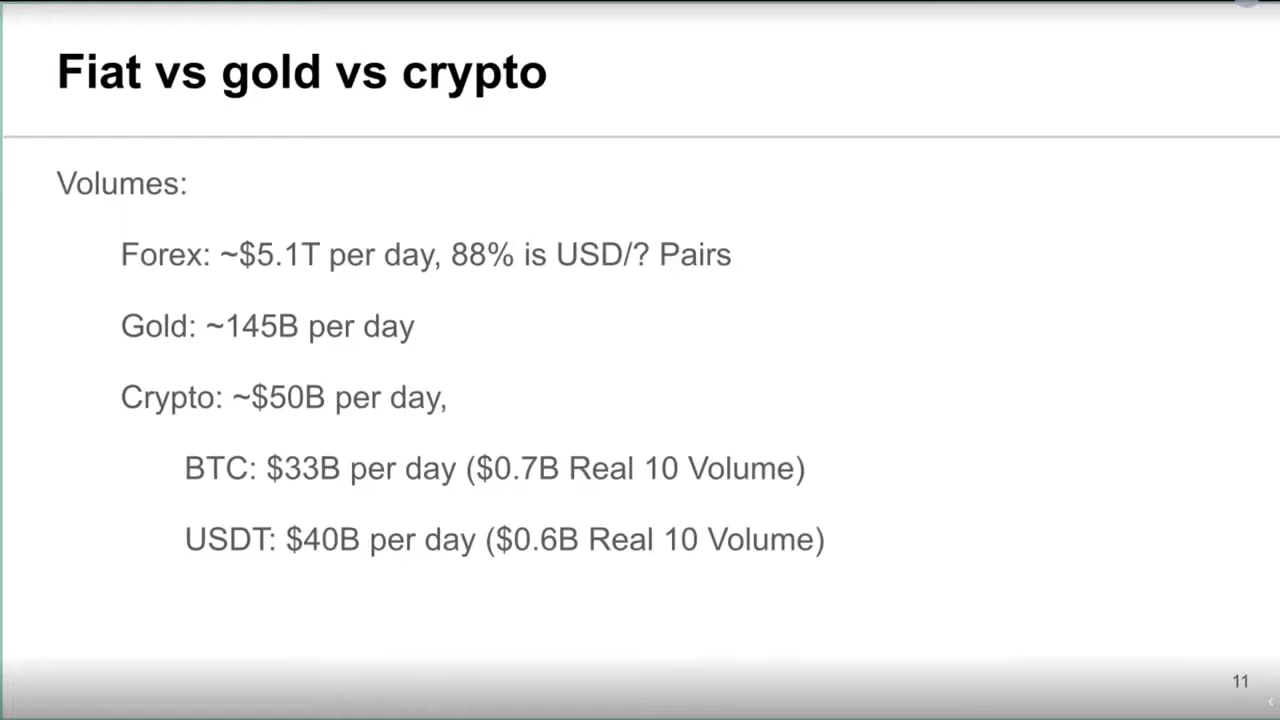 Fiat vs gold vs crypto
Volumes:
Forex: ~$5.1T per day, 88% is USD/? Pairs
Gold: ~145B per day
Crypto: ~$50B per day,
BTC: $33B per day ($0.7B Real 10 Volume)
USDT: $40B per day ($0.6B Real 10 Volume)
11